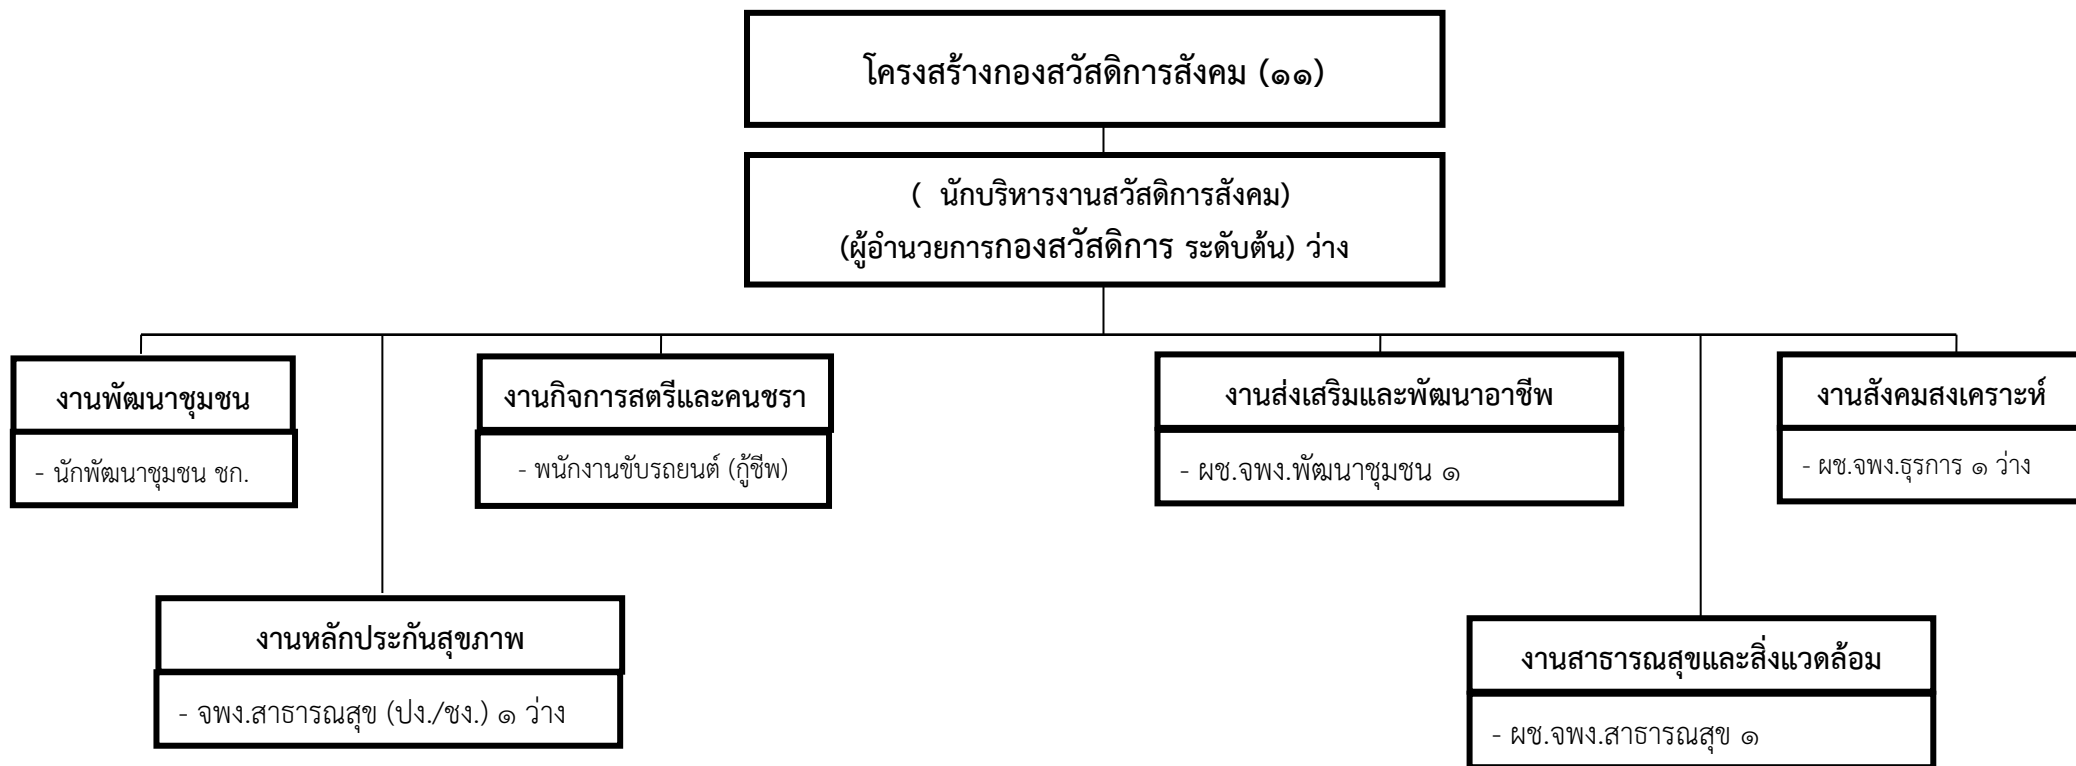 โครงสร้างกองสวัสดิการสังคม (๑๑)
( นักบริหารงานสวัสดิการสังคม)
(ผู้อำนวยการกองสวัสดิการ ระดับต้น) ว่าง
งานพัฒนาชุมชน
- นักพัฒนาชุมชน ชก.
งานกิจการสตรีและคนชรา
- พนักงานขับรถยนต์ (กู้ชีพ)
งานส่งเสริมและพัฒนาอาชีพ
- ผช.จพง.พัฒนาชุมชน ๑
งานสังคมสงเคราะห์
- ผช.จพง.ธุรการ ๑ ว่าง
งานหลักประกันสุขภาพ
- จพง.สาธารณสุข (ปง./ชง.) ๑ ว่าง
งานสาธารณสุขและสิ่งแวดล้อม
- ผช.จพง.สาธารณสุข ๑